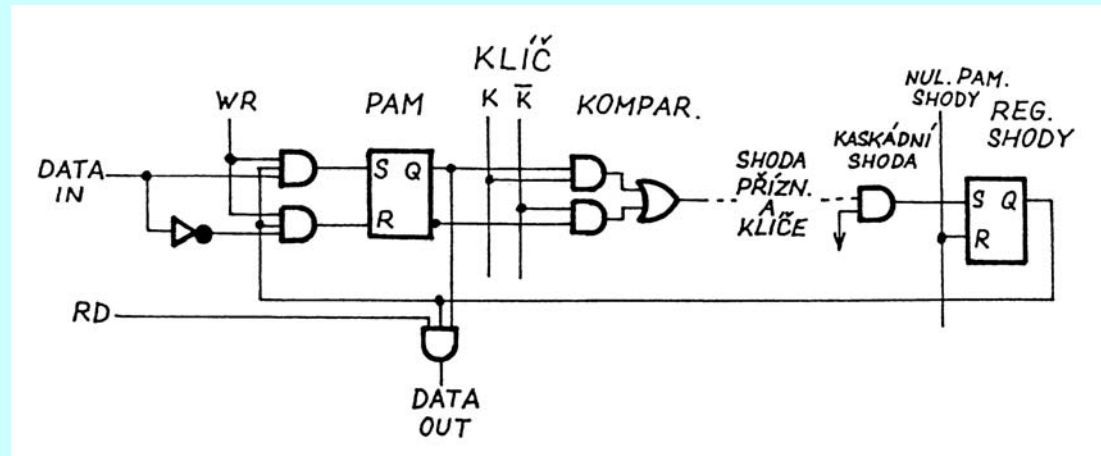 KLÍČ
K K̅
WR
PAM
KOMPAR.
NUL. PAM.
SHODY
REG.
SHODY
KASKÁDNÍ
SHODA
DATA
IN
S Q
R
SHODA
PŘÍZN.
A
KLÍČE
S Q
R
RD
DATA
OUT